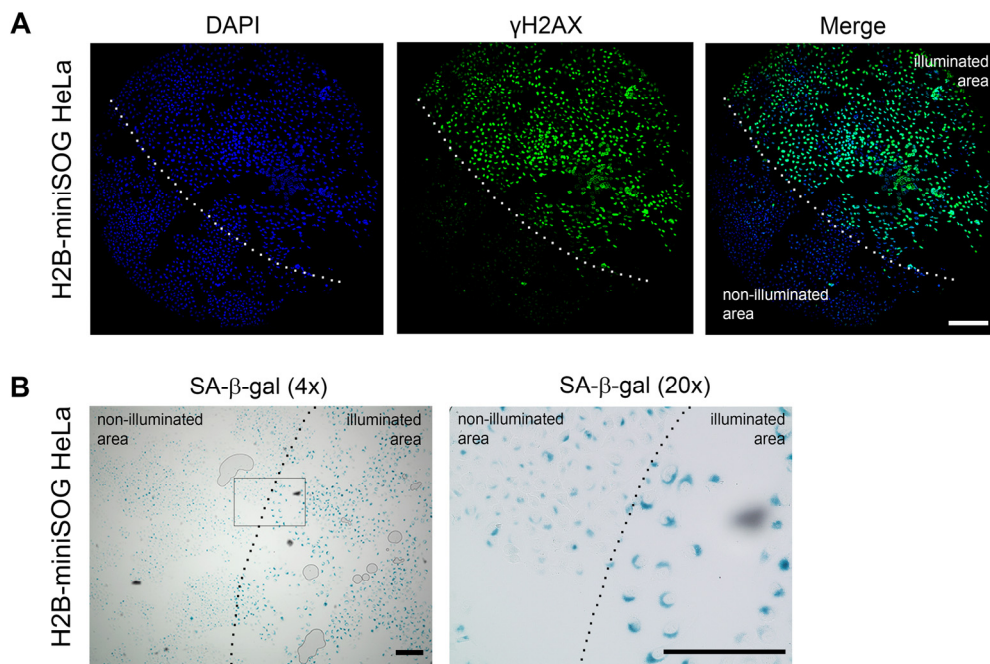 A
DAPI
γH2AX
Merge
H2B-miniSOG HeLa
illuminated
area
non-illuminated
area
B
SA-β-gal (4x)
SA-β-gal (20x)
H2B-miniSOG HeLa
non-illuminated
area
illuminated
area
non-illuminated
area
illuminated
area